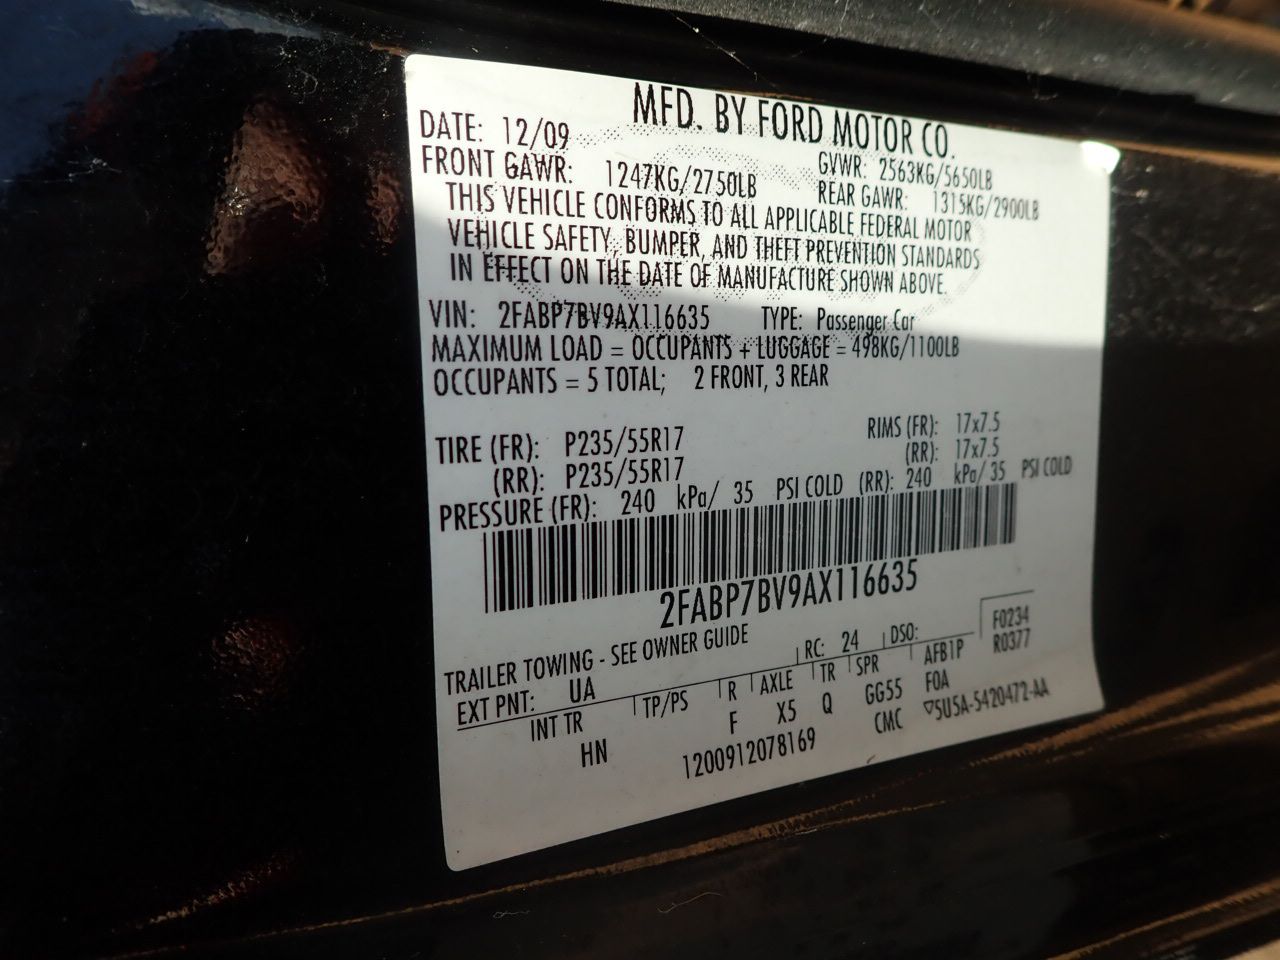 MFD. BY FORD MOTOR CO.
DATE: 12/09 GVWR: 2563KG/5650LB
FRONT GAWR: 1247KG/2750LB REAR GAWR: 1315KG/2900LB
THIS VEHICLE CONFORMS TO ALL APPLICABLE FEDERAL MOTOR
VEHICLE SAFETY, BUMPER, AND THEFT PREVENTION STANDARDS
IN EFFECT ON THE DATE OF MANUFACTURE SHOWN ABOVE.
VIN: 2FABP7BV9AX116635 TYPE: Passenger Car
MAXIMUM LOAD = OCCUPANTS + LUGGAGE = 498KG/1100LB
OCCUPANTS = 5 TOTAL; 2 FRONT, 3 REAR
TIRE (FR): P235/55R17 RIMS (FR): 17x7.5
(RR): P235/55R17 (RR): 17x7.5
PRESSURE (FR): 240 kPa/ 35 PSI COLD (RR): 240 kPa/ 35 PSI COLD
2FABP7BV9AX116635
TRAILER TOWING - SEE OWNER GUIDE F0234
EXT PNT: UA RC: 24 DSO: R0377
INT TR TP/PS R AXLE TR SPR AFB1P
HN F X5 Q GG55 F0A
1200912078169 CMC ▽5U5A-5420472-AA